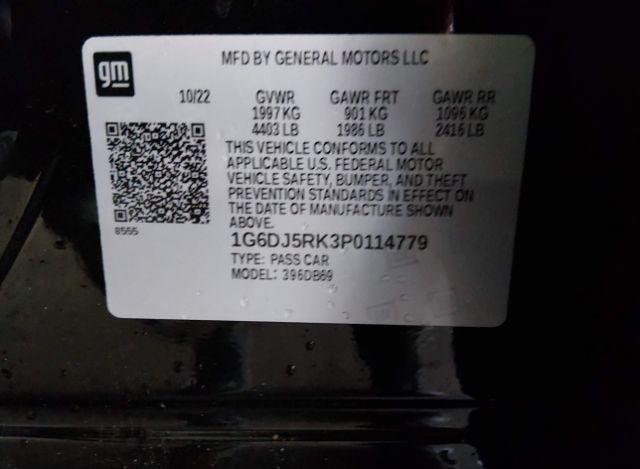 gm
MFD BY GENERAL MOTORS LLC
10/22 GVWR GAWR FRT GAWR RR
1997 KG 901 KG 1096 KG
4403 LB 1986 LB 2416 LB
THIS VEHICLE CONFORMS TO ALL
APPLICABLE U.S. FEDERAL MOTOR
VEHICLE SAFETY, BUMPER, AND THEFT
PREVENTION STANDARDS IN EFFECT ON
THE DATE OF MANUFACTURE SHOWN
ABOVE.
8555
1G6DJ5RK3P0114779
TYPE: PASS CAR
MODEL: 396DB69